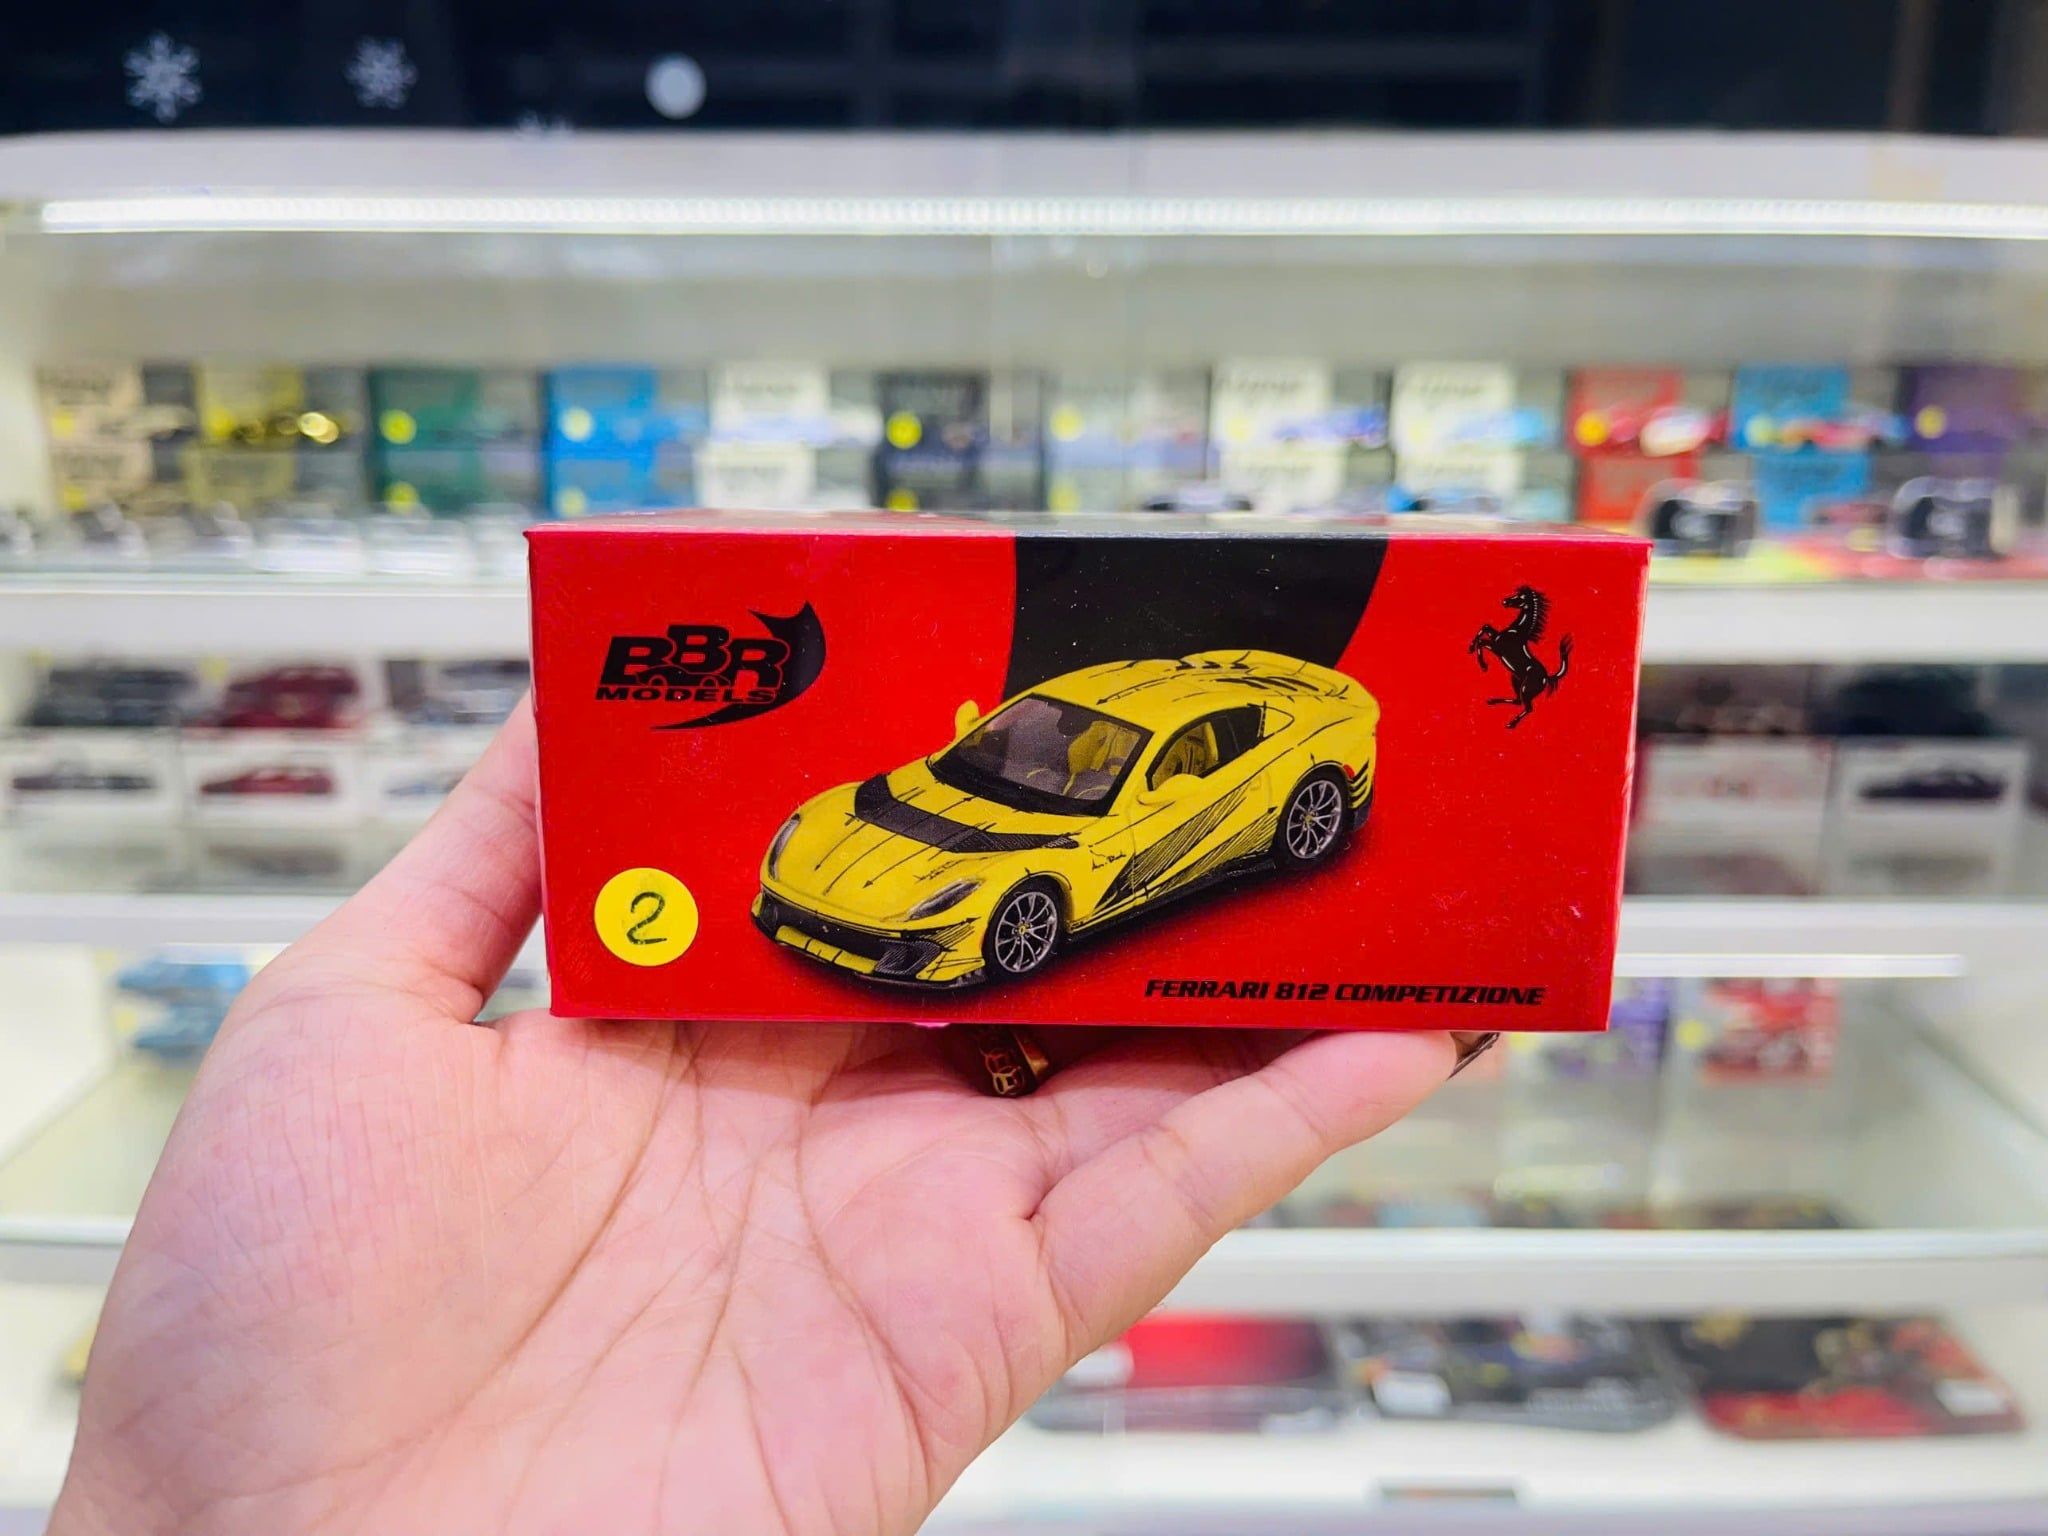 BBR
MODELS
2
FERRARI 812 COMPETIZIONE